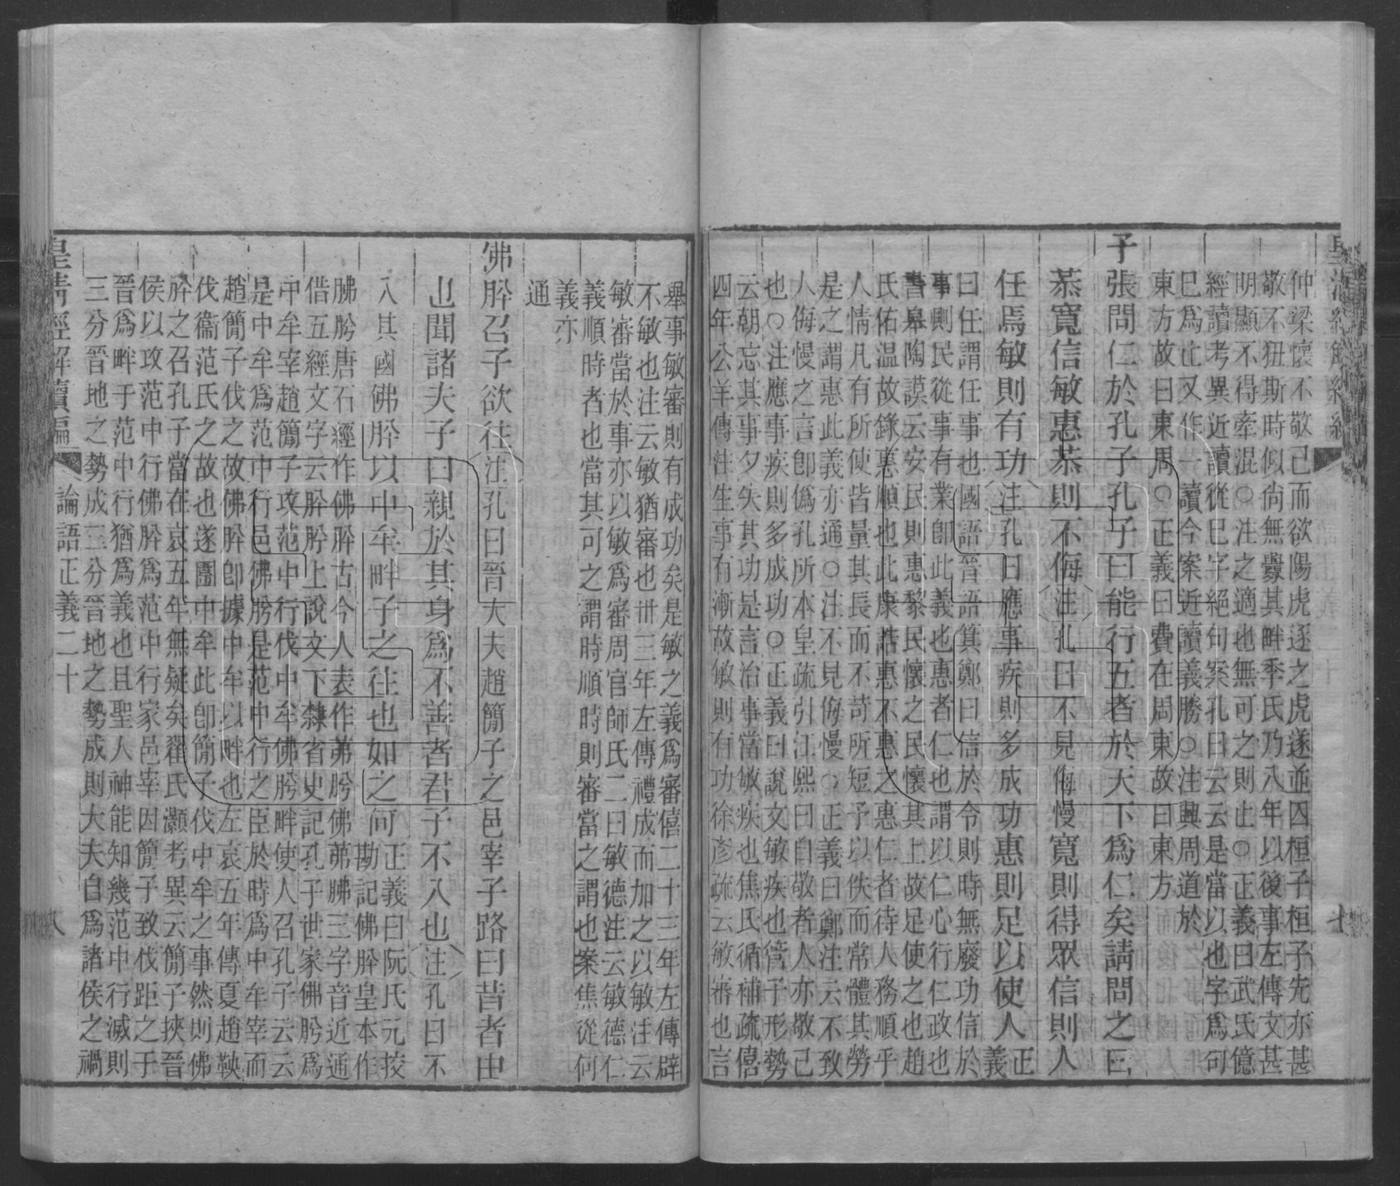 仲梁懷不敬己而欲陽虎逐之虎遂並囚桓子桓子先亦甚
敬不狃斯時似尚無釁其畔季氏乃八年以後事左傳文甚
明顯不得牽混○注之適也無可之則止○正義曰武氏億
經讀考異近讀從巳字絕句案孔曰云云是當以也字爲句
巳爲止又作一讀今案近讀義勝○注興周道於
東方故曰東周○正義曰費在周東故曰東方
子張問仁於孔子孔子曰能行五者於天下爲仁矣請問之曰
恭寬信敏惠恭則不侮注孔曰不見侮慢寬則得眾信則人
任焉敏則有功注孔曰應事疾則多成功惠則足以使人正義
曰任謂任事也國語晉語箕鄭曰信於令則時無廢功信於
事則民從事有業卽此義也惠者仁也謂以仁心行仁政也
書皋陶謨云安民則惠黎民懷之民懷其上故足使之也趙
氏佑温故錄惠順也此康誥惠不惠之惠仁者待人務順乎
人情凡有所使皆量其長而不苛所短予以佚而常體其勞
是之謂惠此義亦通○注不見侮慢○正義曰鄭注云不致
人侮慢之言卽僞孔所本皇疏引江熙曰自敬者人亦敬己
也○注應事疾則多成功○正義曰說文敏疾也管子形勢
云朝忘其事夕失其功是言治事當敏疾也焦氏循補疏僖
四年公羊傳注生事有漸故敏則有功徐彥疏云敏審也言
舉事敏審則有成功矣是敏之義爲審僖二十三年左傳辟
不敏也注云敏猶審也卅三年左傳禮成而加之以敏注云
敏審當於事亦以敏爲審周官師氏二曰敏德注云敏德仁
義順時者也當其可之謂時順時則審當之謂也案焦從何
義亦
通
佛肸召子欲往注孔曰晉大夫趙簡子之邑宰子路曰昔者由
也聞諸夫子曰親於其身爲不善者君子不入也注孔曰不
入其國佛肸以中牟畔子之往也如之何正義曰阮氏元挍勘記佛肸皇本作
胇肹唐石經作佛肸古今人表作茀肹佛茀胇三字音近通
借五經文字云肸肹上說文下隸省史記孔子世家佛肹爲
中牟宰趙簡子攻范中行伐中牟佛肹畔使人召孔子云云
是中牟爲范中行邑佛肹是范中行之臣於時爲中牟宰而
趙簡子伐之故佛肸卽據中牟以畔也左哀五年傳夏趙鞅
伐衞范氏之故也遂圍中牟此卽簡子伐中牟之事然則佛
肸之召孔子當在哀五年無疑矣翟氏灝考異云簡子挾晉
侯以攻范中行佛肸爲范中行家邑宰因簡子致伐距之于
晉爲畔于范中行猶爲義也且聖人神能知幾范中行滅則
三分晉地之勢成三分晉地之勢成則大夫自爲諸侯之禍
皇清經解續編
論語正義二十
八